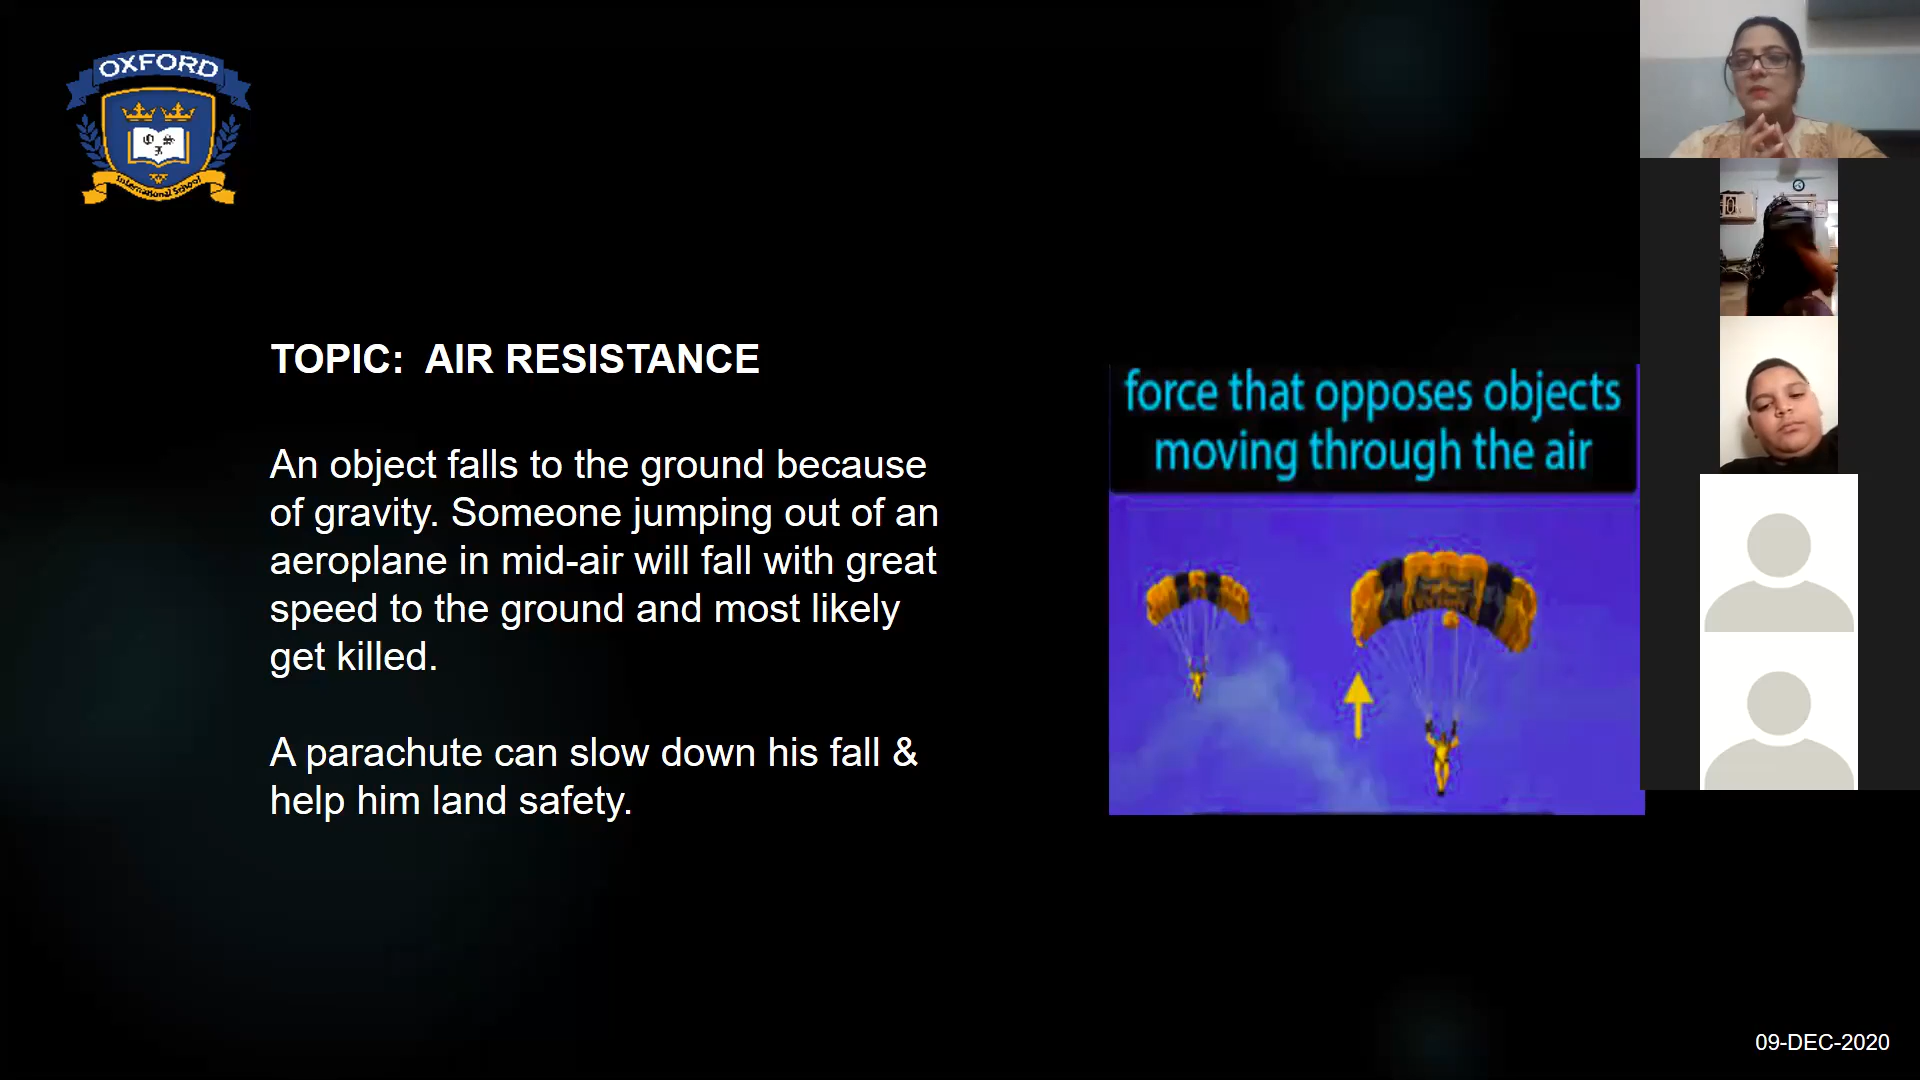 OXFORD
International School
TOPIC: AIR RESISTANCE
An object falls to the ground because
of gravity. Someone jumping out of an
aeroplane in mid-air will fall with great
speed to the ground and most likely
get killed.
A parachute can slow down his fall &
help him land safety.
force that opposes objects
moving through the air
09-DEC-2020